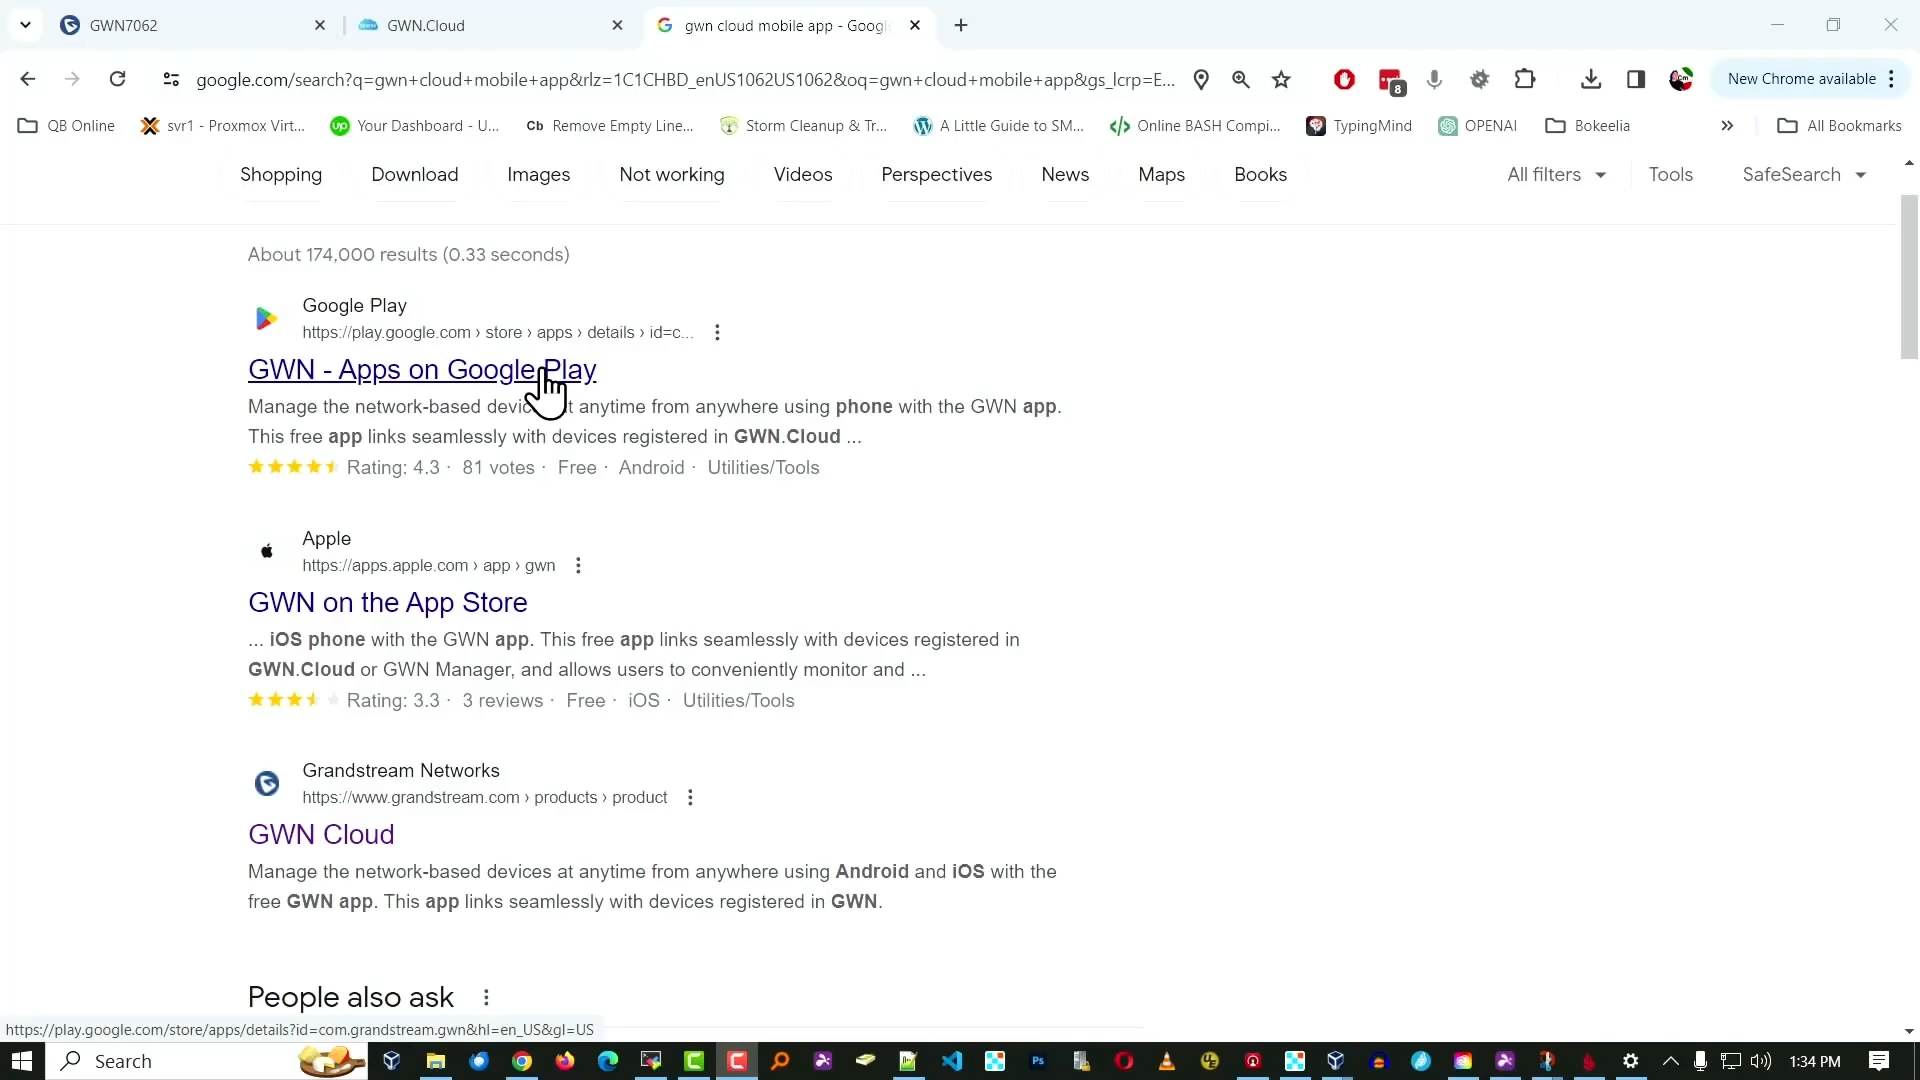 GWN7062
GWN.Cloud
gwn cloud mobile app - Googl
google.com/search?q=gwn+cloud+mobile+app&rlz=1C1CHBD_enUS1062US1062&oq=gwn+cloud+mobile+app&gs_lcrp=E...
8
New Chrome available
QB Online
svr1 - Proxmox Virt...
Your Dashboard - U...
Cb Remove Empty Line...
Storm Cleanup & Tr...
A Little Guide to SM...
Online BASH Compi...
TypingMind
OPENAI
Bokeelia
All Bookmarks
Shopping Download Images Not working Videos Perspectives News Maps Books All filters Tools SafeSearch
About 174,000 results (0.33 seconds)
Google Play
https://play.google.com › store › apps › details › id=c...
GWN - Apps on Google Play
Manage the network-based anytime from anywhere using phone with the GWN app.
This free app links seamlessly with devices registered in GWN.Cloud ...
Rating: 4.3 · 81 votes · Free · Android · Utilities/Tools
Apple
https://apps.apple.com › app › gwn
GWN on the App Store
... iOS phone with the GWN app. This free app links seamlessly with devices registered in
GWN.Cloud or GWN Manager, and allows users to conveniently monitor and ...
Rating: 3.3 · 3 reviews · Free · iOS · Utilities/Tools
Grandstream Networks
https://www.grandstream.com › products › product
GWN Cloud
Manage the network-based devices at anytime from anywhere using Android and iOS with the
free GWN app. This app links seamlessly with devices registered in GWN.
People also ask
https://play.google.com/store/apps/details?id=com.grandstream.gwn&hl=en_US&gl=US
Search
Ps
1:34 PM